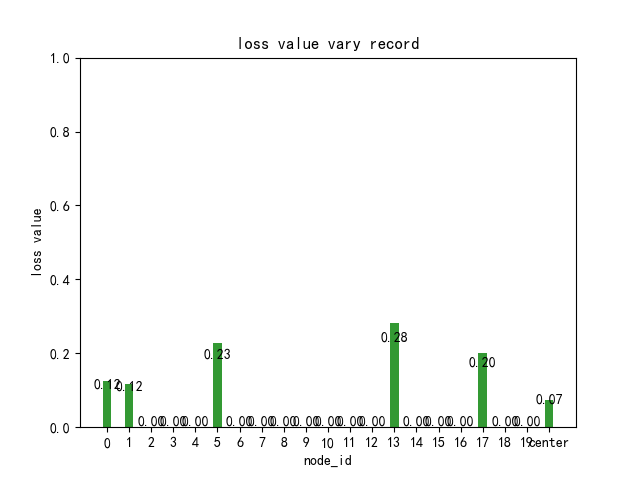 loss value vary record
1.0
0.8
0.6
0.4
0.2
0.0
loss value
0.12 0.12 0.00 0.00 0.00 0.23 0.00 0.00 0.00 0.00 0.00 0.00 0.00 0.28 0.00 0.00 0.00 0.20 0.00 0.00 0.07
0 1 2 3 4 5 6 7 8 9 10 11 12 13 14 15 16 17 18 19 center
node_id